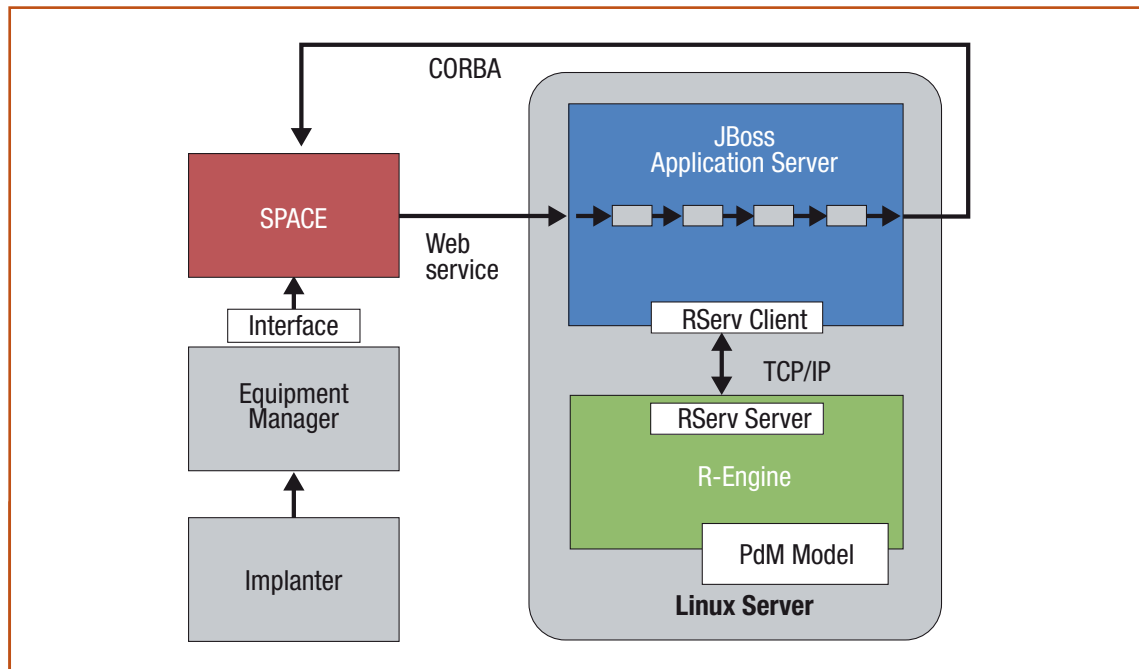 CORBA
JBoss
Application Server
SPACE
Web
service
Interface
RServ Client
Equipment
Manager
TCP/IP
RServ Server
R-Engine
Implanter
PdM Model
Linux Server